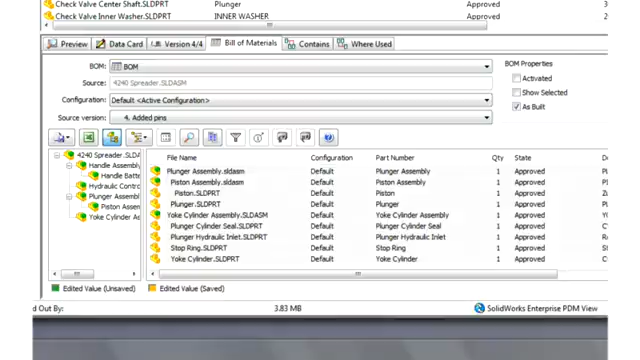 Check Valve Center Shaft.SLDPRT Plunger Approved
Check Valve Inner Washer.SLDPRT INNER WASHER Approved
Preview Data Card Version 4/4 Bill of Materials Contains Where Used
BOM: BOM
BOM Properties
Source: 4240 Spreader.SLDASM
Activated
Show Selected
Configuration: Default <Active Configuration>
As Built
Source version: 4, Added pins
4240 Spreader.SLDA
Handle Assembly
Handle Batte
Hydraulic Contro
Plunger Assembl
Piston Assem
Yoke Cylinder As
File Name Configuration Part Number Qty State De
Plunger Assembly.sldasm Default Plunger Assembly 1 Approved
Piston Assembly.sldasm Default Piston Assembly 1 Approved
Piston.SLDPRT Default Piston 1 Approved
Plunger.SLDPRT Default Plunger 1 Approved
Yoke Cylinder Assembly.SLDASM Default Yoke Cylinder Assembly 1 Approved
Plunger Cylinder Seal.SLDPRT Default Plunger Cylinder Seal 1 Approved
Plunger Hydraulic Inlet.SLDPRT Default Plunger Hydraulic Inlet 1 Approved
Stop Ring.SLDPRT Default Stop Ring 1 Approved
Yoke Cylinder.SLDPRT Default Yoke Cylinder 1 Approved
Edited Value (Unsaved) Edited Value (Saved)
d Out By: 3.83 MB SolidWorks Enterprise PDM View